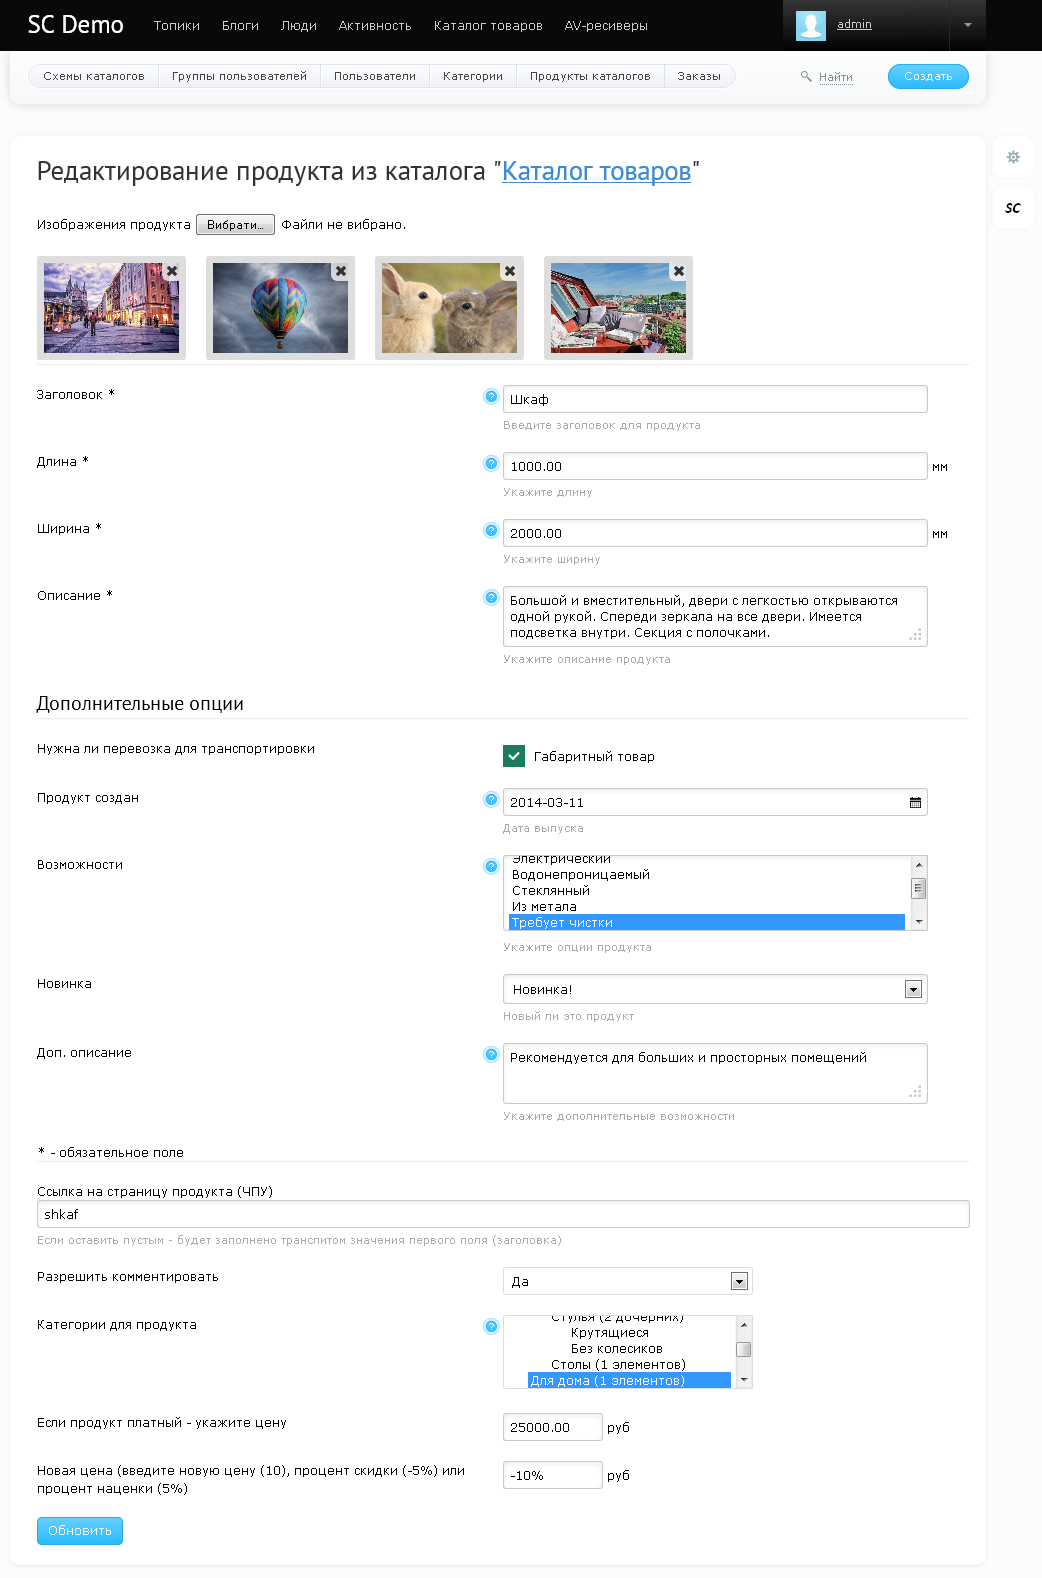 SC Demo
Топики Блоги Люди Активность Каталог товаров AV-ресиверы
admin
Схемы каталогов Группы пользователей Пользователи Категории Продукты каталогов Заказы
Найти
Создать
Редактирование продукта из каталога "Каталог товаров"
SC
Изображения продукта Вибрати... Файли не вибрано.
Заголовок *
Шкаф
Введите заголовок для продукта
Длина *
1000.00 мм
Укажите длину
Ширина *
2000.00 мм
Укажите ширину
Описание *
Большой и вместительный, двери с легкостью открываются
одной рукой. Спереди зеркала на все двери. Имеется
подсветка внутри. Секция с полочками.
Укажите описание продукта
Дополнительные опции
Нужна ли перевозка для транспортировки
Габаритный товар
Продукт создан
2014-03-11
Дата выпуска
Возможности
Электрический
Водонепроницаемый
Стеклянный
Из метала
Требует чистки
Укажите опции продукта
Новинка
Новинка!
Новый ли это продукт
Доп. описание
Рекомендуется для больших и просторных помещений
Укажите дополнительные возможности
* - обязательное поле
Ссылка на страницу продукта (ЧПУ)
shkaf
Если оставить пустым - будет заполнено транслитом значения первого поля (заголовка)
Разрешить комментировать
Да
Категории для продукта
Стулья (2 дочерних)
Крутящиеся
Без колесиков
Столы (1 элементов)
Для дома (1 элементов)
Если продукт платный - укажите цену
25000.00 руб
Новая цена (введите новую цену (10), процент скидки (-5%) или
процент наценки (5%)
-10% руб
Обновить